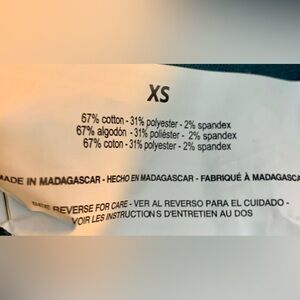 XS
67% cotton - 31% polyester - 2% spandex
67% algodón - 31% poliéster - 2% spandex
67% coton - 31% polyester - 2% spandex
MADE IN MADAGASCAR - HECHO EN MADAGASCAR - FABRIQUÉ À MADAGASCA
SEE REVERSE FOR CARE - VER AL REVERSO PARA EL CUIDADO -
VOIR LES INSTRUCTIONS D'ENTRETIEN AU DOS